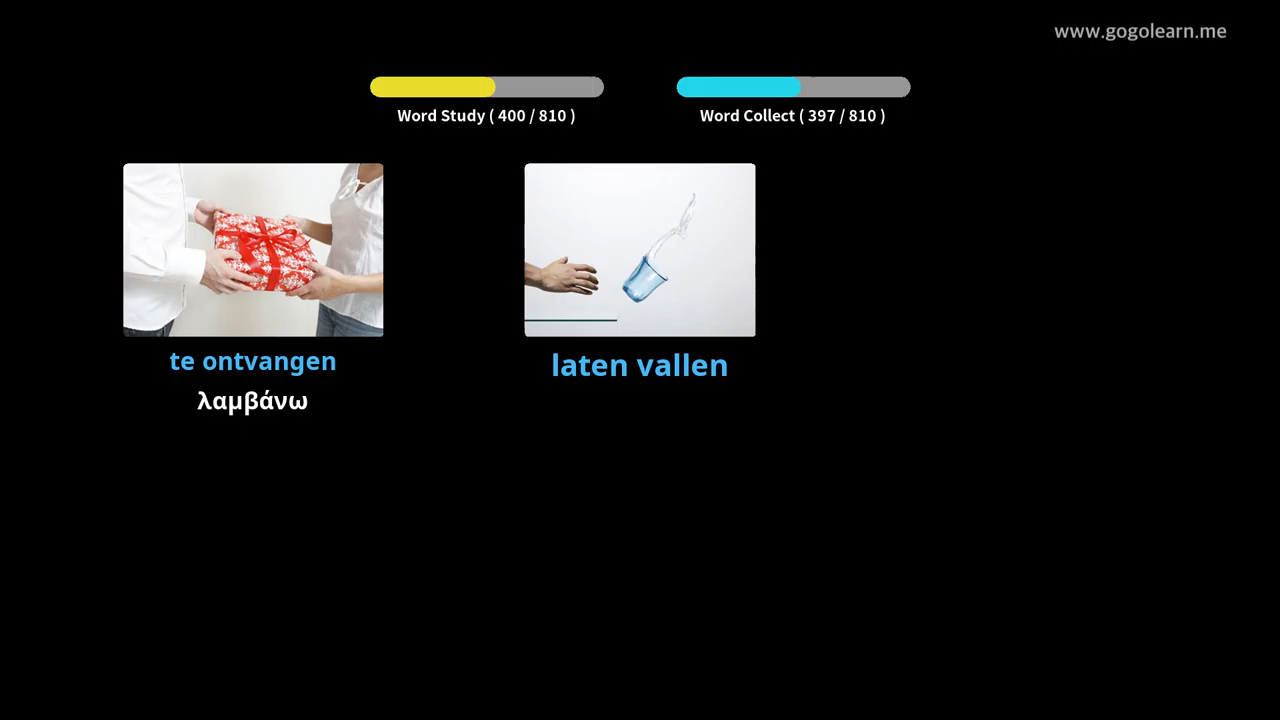 www.gogolearn.me
Word Study ( 400 / 810 )
Word Collect ( 397 / 810 )
te ontvangen
λαμβάνω
laten vallen